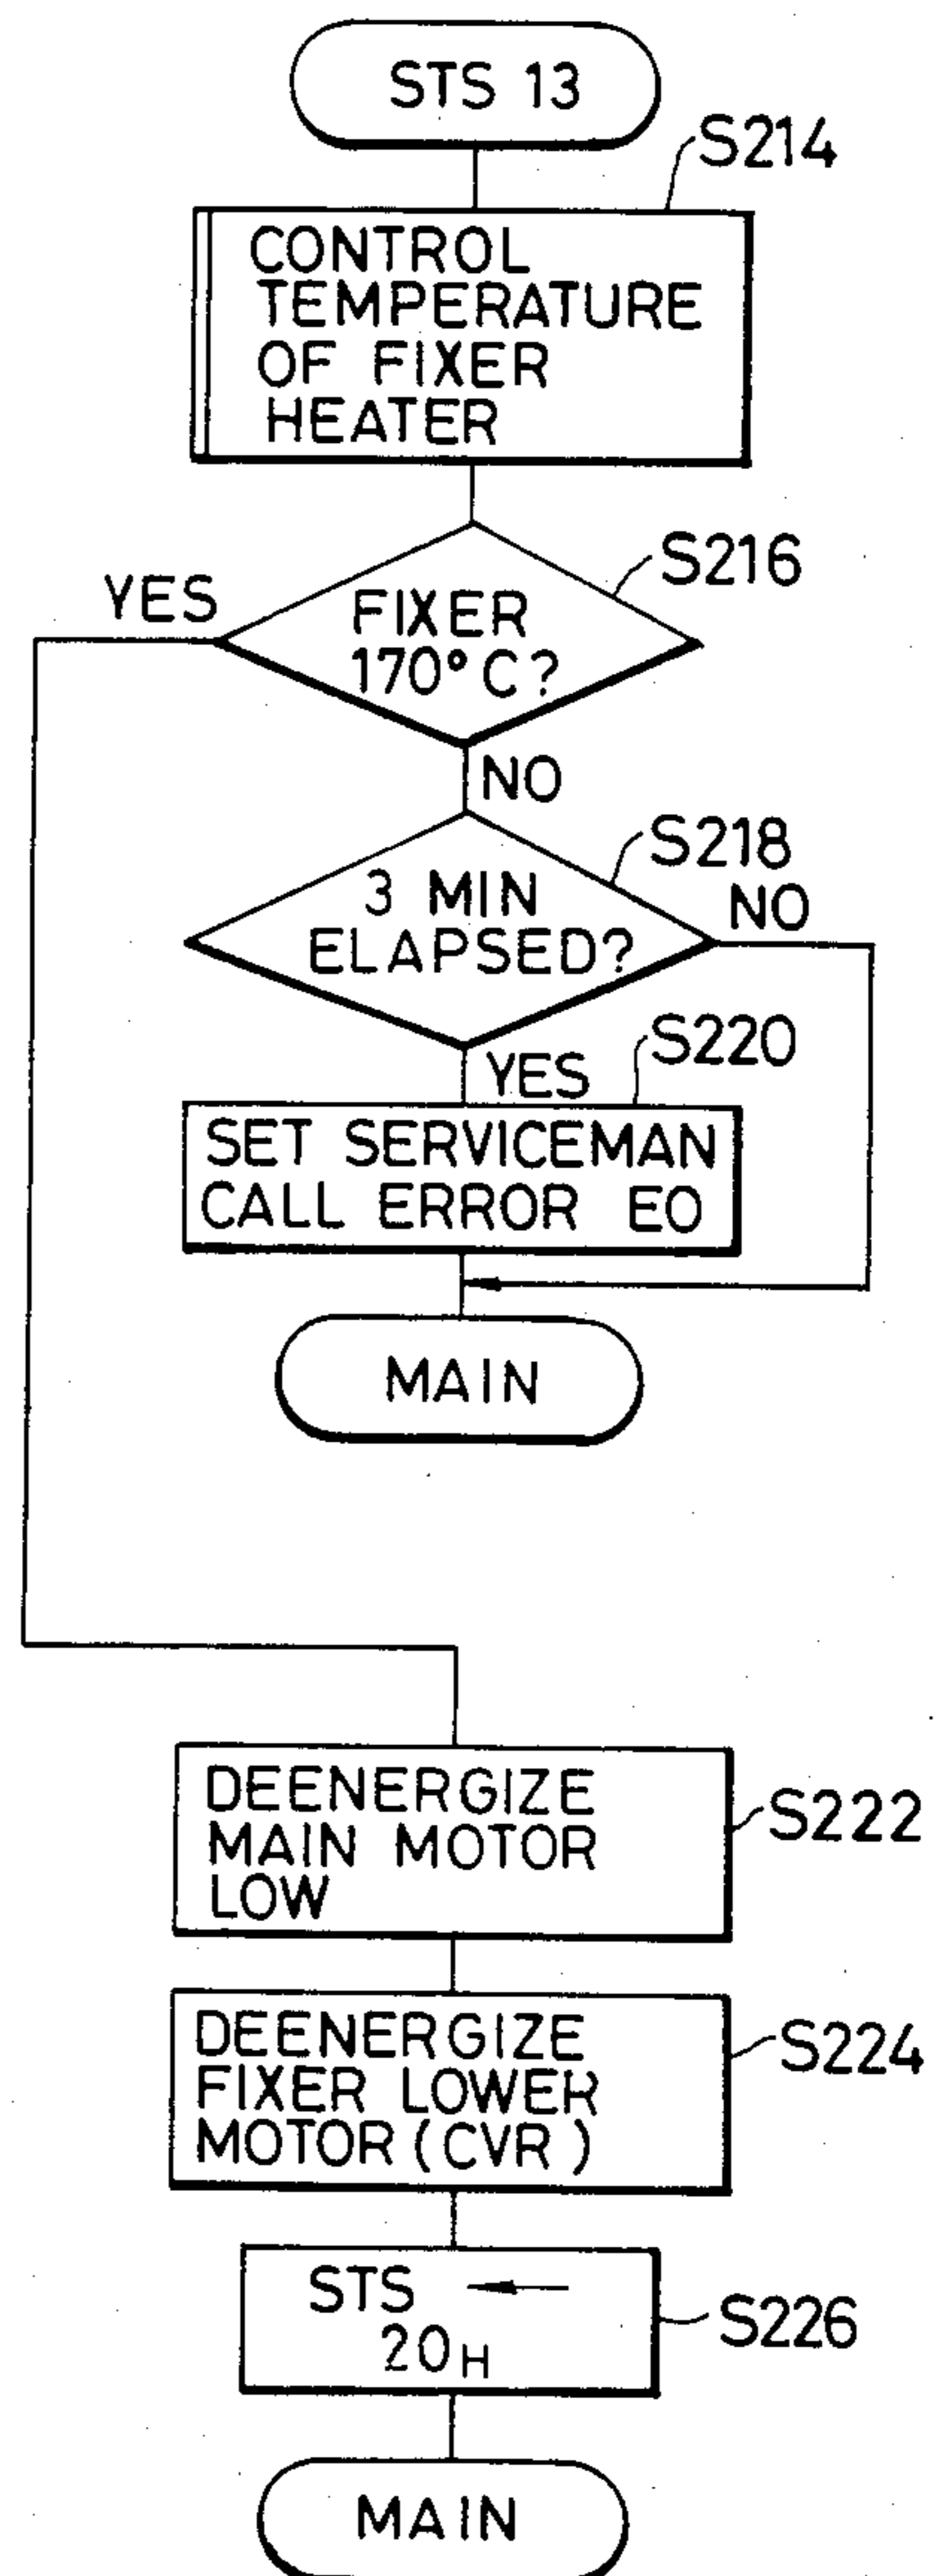 STS 13
S214
CONTROL
TEMPERATURE
OF FIXER
HEATER
S216
YES
FIXER
170°C?
NO
S218
3 MIN
ELAPSED?
NO
S220
YES
SET SERVICEMAN
CALL ERROR EO
MAIN
DEENERGIZE
MAIN MOTOR
LOW
S222
DEENERGIZE
FIXER LOWER
MOTOR (CVR)
S224
STS ←
20H
S226
MAIN